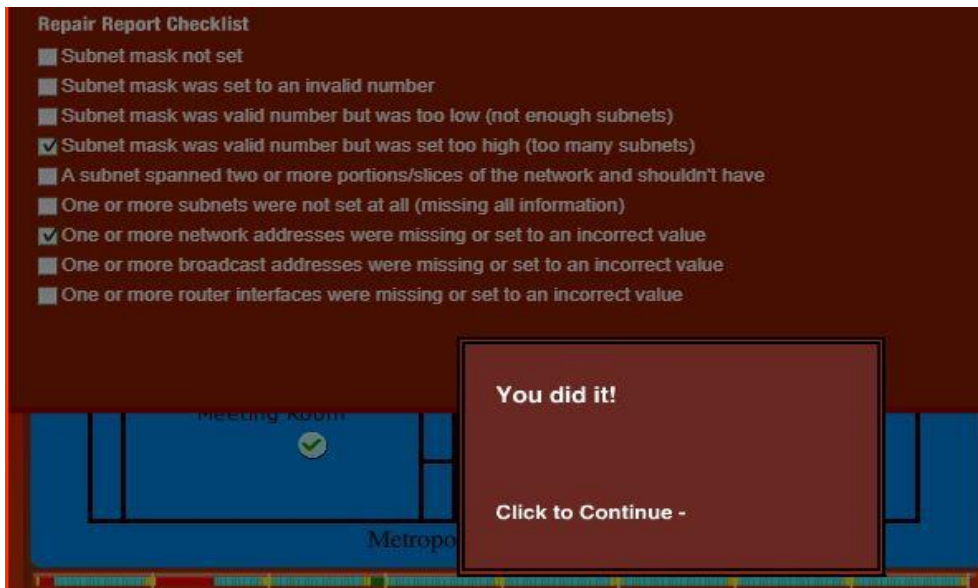 Repair Report Checklist
Subnet mask not set
Subnet mask was set to an invalid number
Subnet mask was valid number but was too low (not enough subnets)
Subnet mask was valid number but was set too high (too many subnets)
A subnet spanned two or more portions/slices of the network and shouldn't have
One or more subnets were not set at all (missing all information)
One or more network addresses were missing or set to an incorrect value
One or more broadcast addresses were missing or set to an incorrect value
One or more router interfaces were missing or set to an incorrect value
You did it!
Meeting Room
Click to Continue -
Metropo